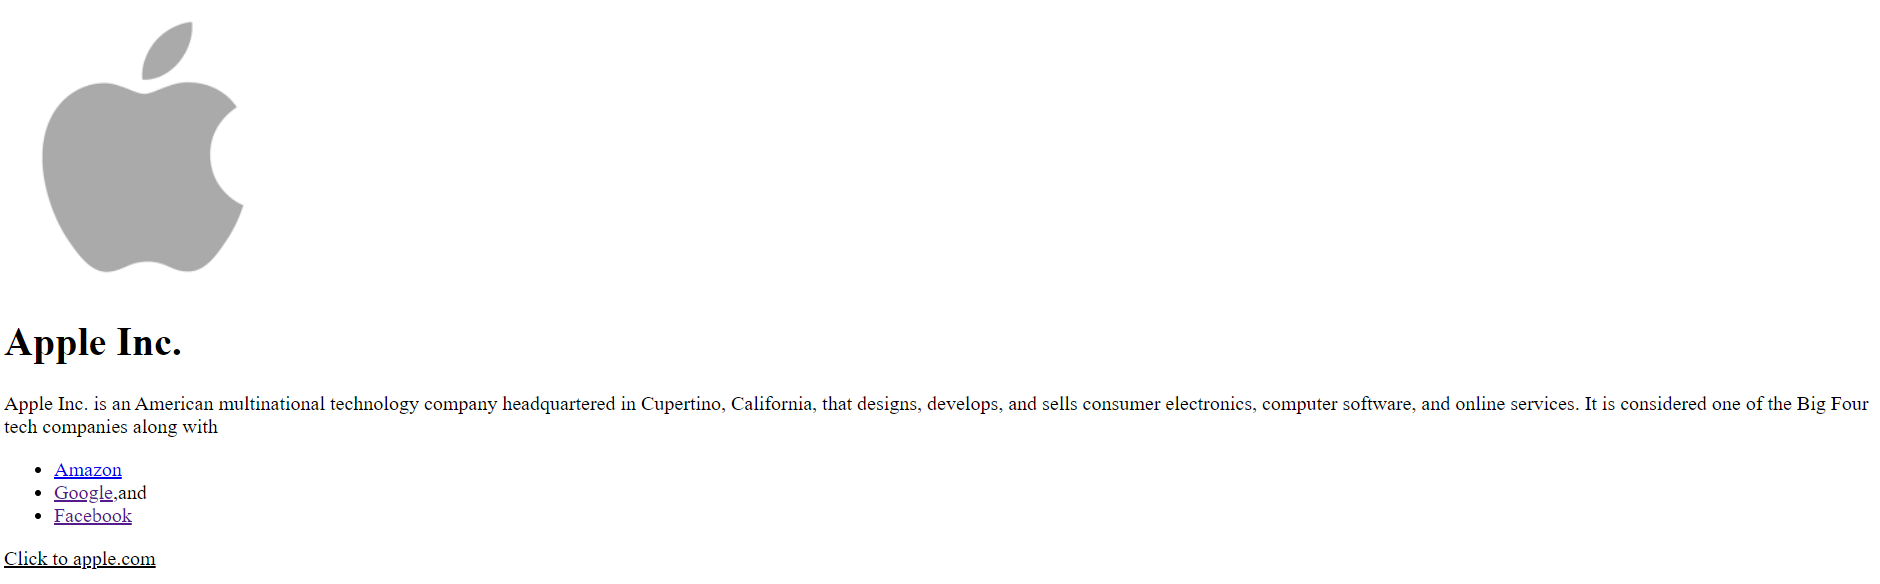 Apple Inc.
Apple Inc. is an American multinational technology company headquartered in Cupertino, California, that designs, develops, and sells consumer electronics, computer software, and online services. It is considered one of the Big Four
tech companies along with
Amazon
Google,and
Facebook
Click to apple.com